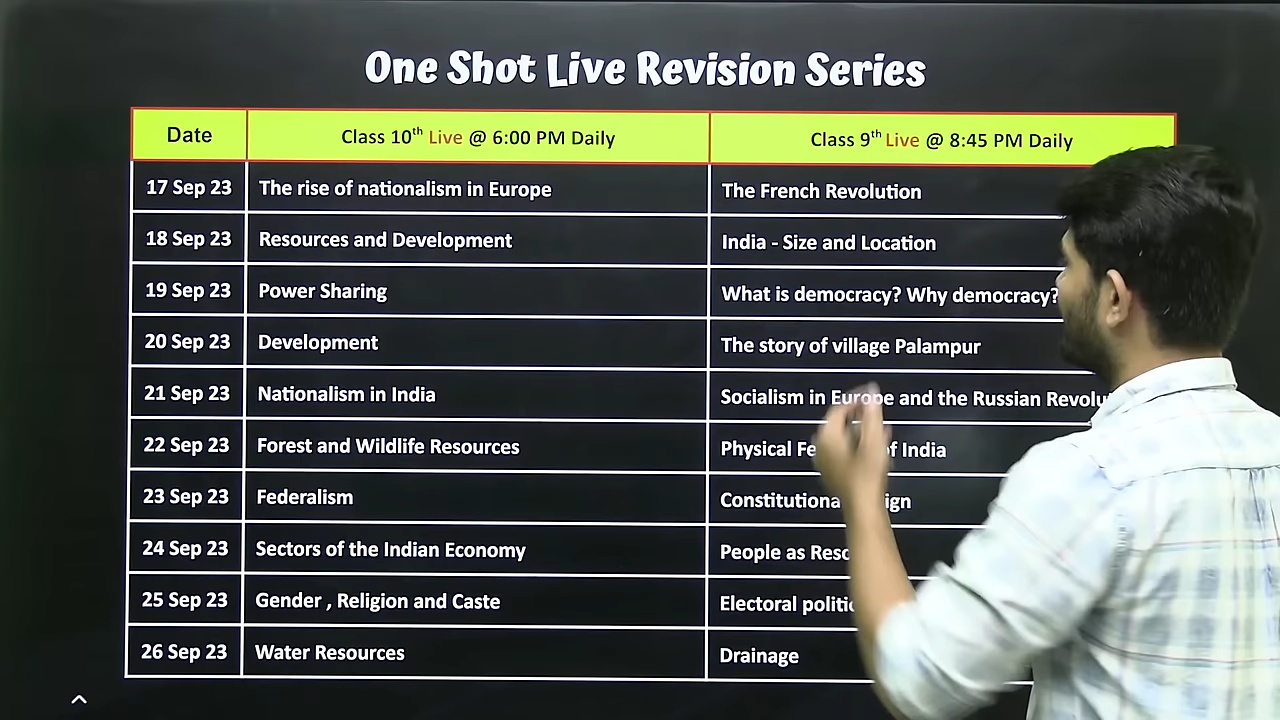 One Shot Live Revision Series
Date Class 10th Live @ 6:00 PM Daily Class 9th Live @ 8:45 PM Daily
17 Sep 23 The rise of nationalism in Europe The French Revolution
18 Sep 23 Resources and Development India - Size and Location
19 Sep 23 Power Sharing What is democracy? Why democracy?
20 Sep 23 Development The story of village Palampur
21 Sep 23 Nationalism in India Socialism in Europe and the Russian
22 Sep 23 Forest and Wildlife Resources Physical of India
23 Sep 23 Federalism
24 Sep 23 Sectors of the Indian Economy People as
25 Sep 23 Gender , Religion and Caste Electoral
26 Sep 23 Water Resources Drainage